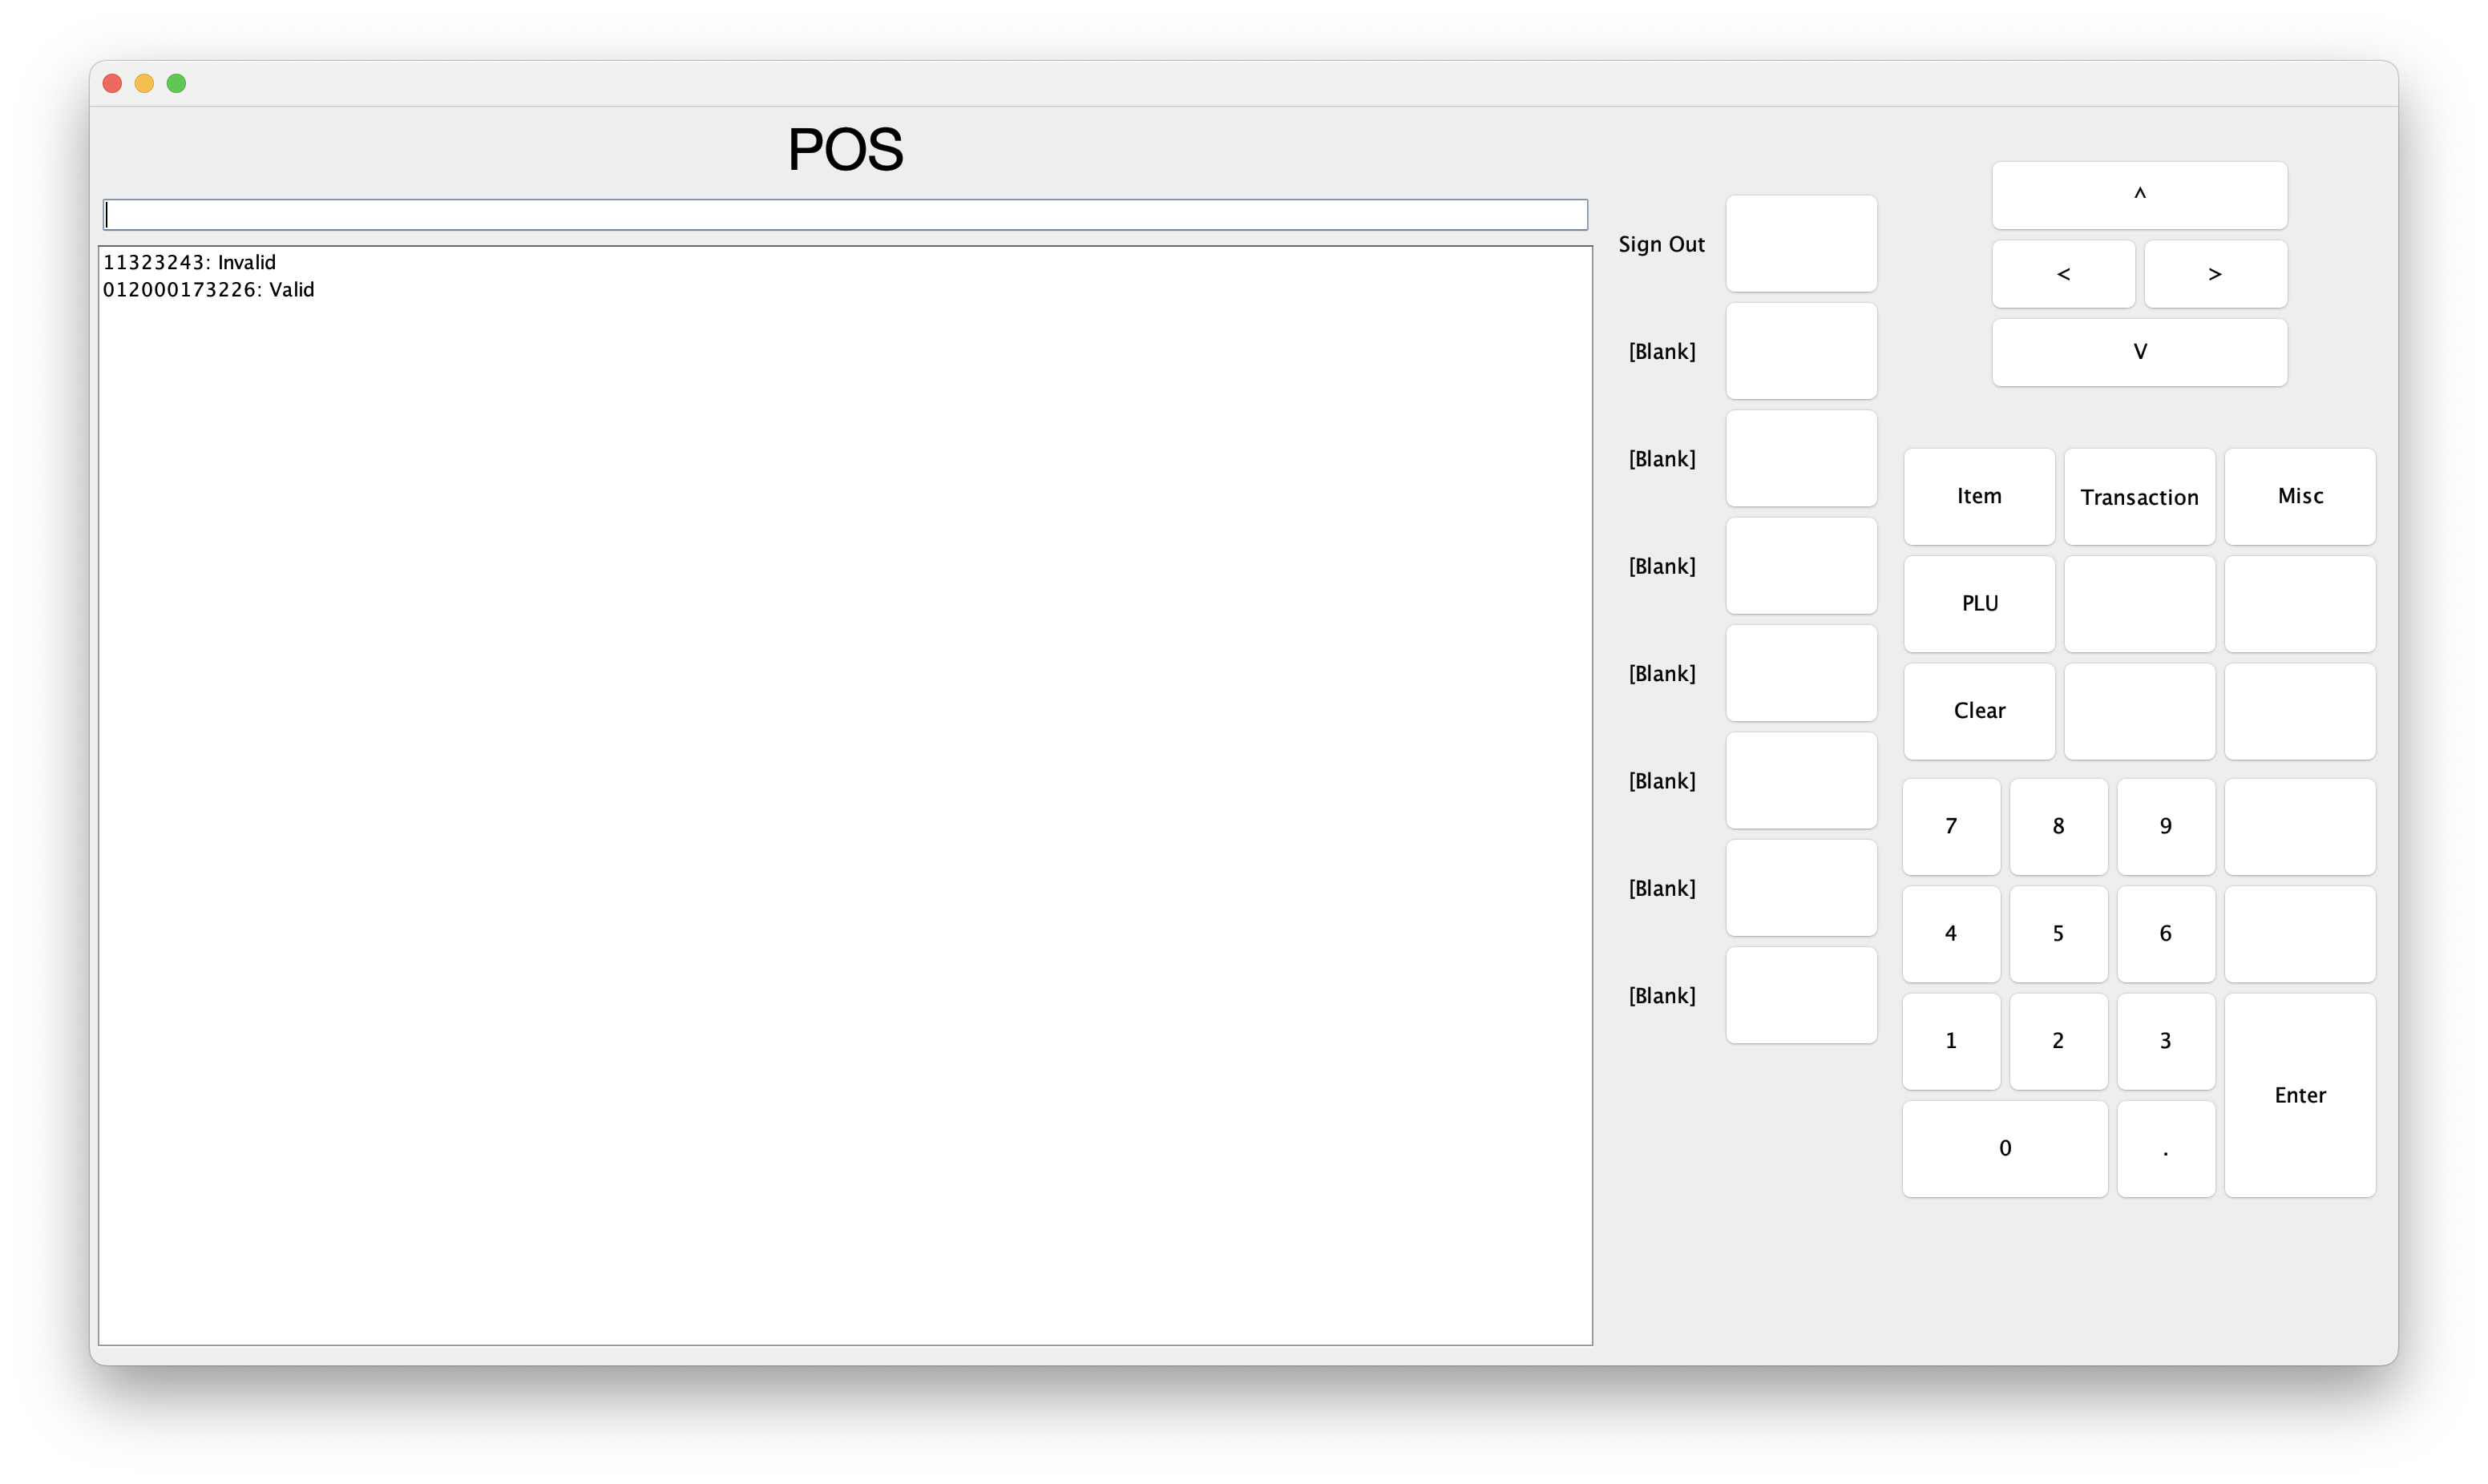 POS
11323243: Invalid
012000173226: Valid
Sign Out
[Blank]
[Blank]
[Blank]
[Blank]
[Blank]
[Blank]
[Blank]
^
< >
V
Item Transaction Misc
PLU
Clear
7 8 9
4 5 6
1 2 3
Enter
0 .